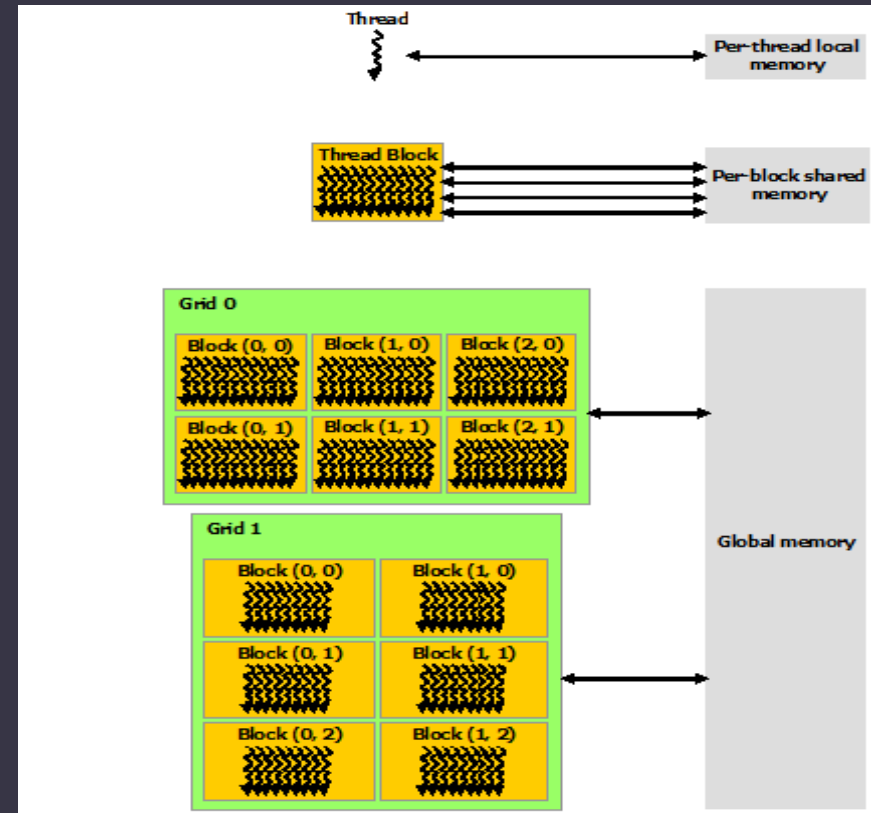 Thread
Per-thread local
memory
Thread Block
Per-block shared
memory
Grid 0
Block (0, 0) Block (1, 0) Block (2, 0)
Block (0, 1) Block (1, 1) Block (2, 1)
Grid 1
Global memory
Block (0, 0) Block (1, 0)
Block (0, 1) Block (1, 1)
Block (0, 2) Block (1, 2)